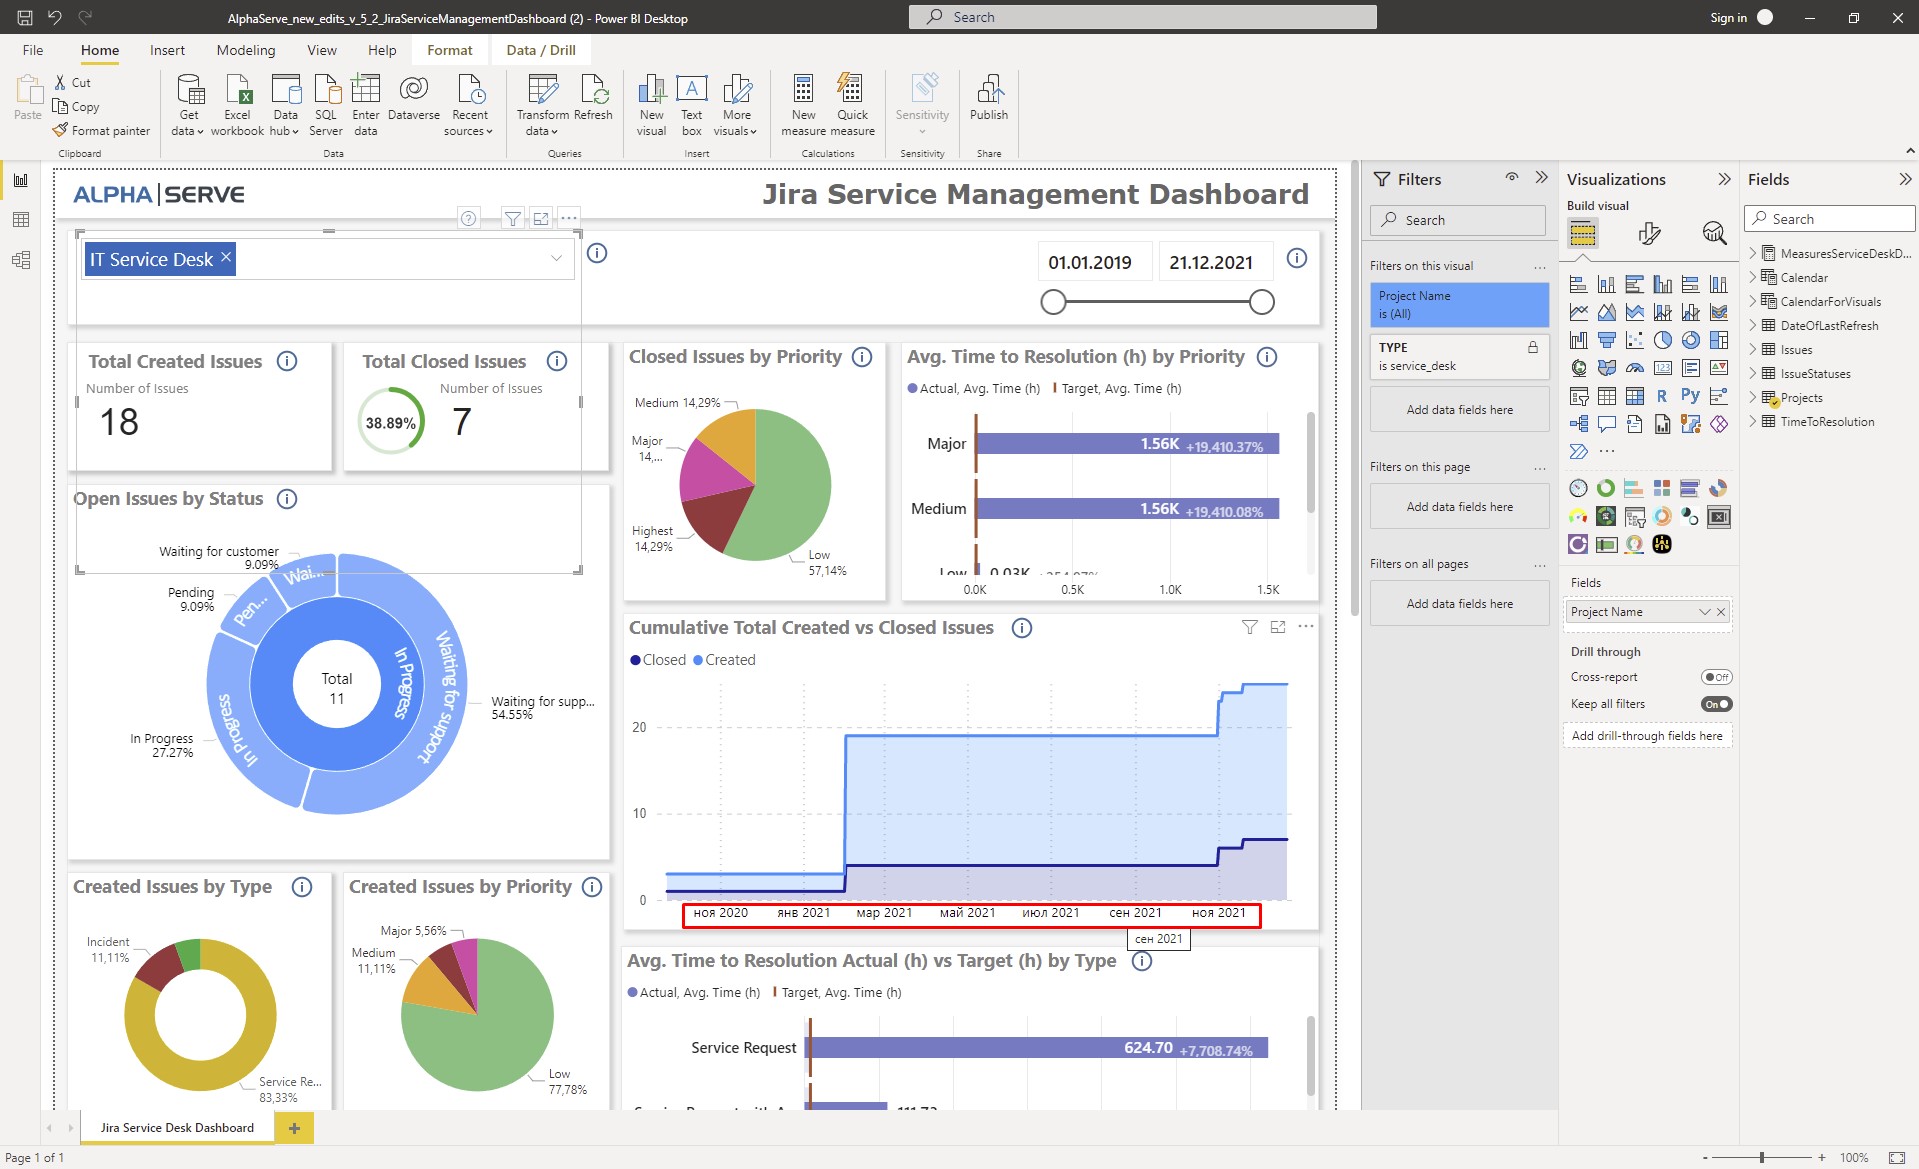 AlphaServe_new_edits_v_5_2_JiraServiceManagementDashboard (2) - Power BI Desktop
Search
Sign in
File Home Insert Modeling View Help Format Data / Drill
Paste
Cut
Copy
Format painter
Clipboard
Get data
Excel workbook
Data hub
SQL Server
Enter data
Dataverse
Recent sources
Data
Transform data
Refresh
Queries
New visual
Text box
More visuals
Insert
New measure
Quick measure
Calculations
Sensitivity
Sensitivity
Publish
Share
ALPHA|SERVE
Jira Service Management Dashboard
IT Service Desk
01.01.2019
21.12.2021
Total Created Issues
Number of Issues
18
Total Closed Issues
Number of Issues
38.89%
7
Closed Issues by Priority
Medium 14,29%
Major
14,...
Highest
14,29%
Low
57,14%
Avg. Time to Resolution (h) by Priority
Actual, Avg. Time (h) Target, Avg. Time (h)
Major 1.56K +19,410.37%
Medium 1.56K +19,410.08%
Low 0.03K
0.0K 0.5K 1.0K 1.5K
Open Issues by Status
Waiting for customer
9.09%
Pending
9.09%
In Progress
27.27%
Waiting for supp...
54.55%
Total
11
In Progress
Waiting for support
In Progress
Pen...
Wai...
Cumulative Total Created vs Closed Issues
Closed Created
20
10
0
ноя 2020 янв 2021 мар 2021 май 2021 июл 2021 сен 2021 ноя 2021
сен 2021
Created Issues by Type
Incident
11,11%
Service Re...
83,33%
Created Issues by Priority
Major 5,56%
Medium
11,11%
Low
77,78%
Avg. Time to Resolution Actual (h) vs Target (h) by Type
Actual, Avg. Time (h) Target, Avg. Time (h)
Service Request 624.70 +7,708.74%
Jira Service Desk Dashboard
Page 1 of 1
100%
Filters
Search
Filters on this visual
Project Name
is (All)
TYPE
is service_desk
Add data fields here
Filters on this page
Add data fields here
Filters on all pages
Add data fields here
Visualizations
Build visual
123
R
Py
Fields
Project Name
Drill through
Cross-report
Off
Keep all filters
On
Add drill-through fields here
Fields
Search
MeasuresServiceDeskD...
Calendar
CalendarForVisuals
DateOfLastRefresh
Issues
IssueStatuses
Projects
TimeToResolution